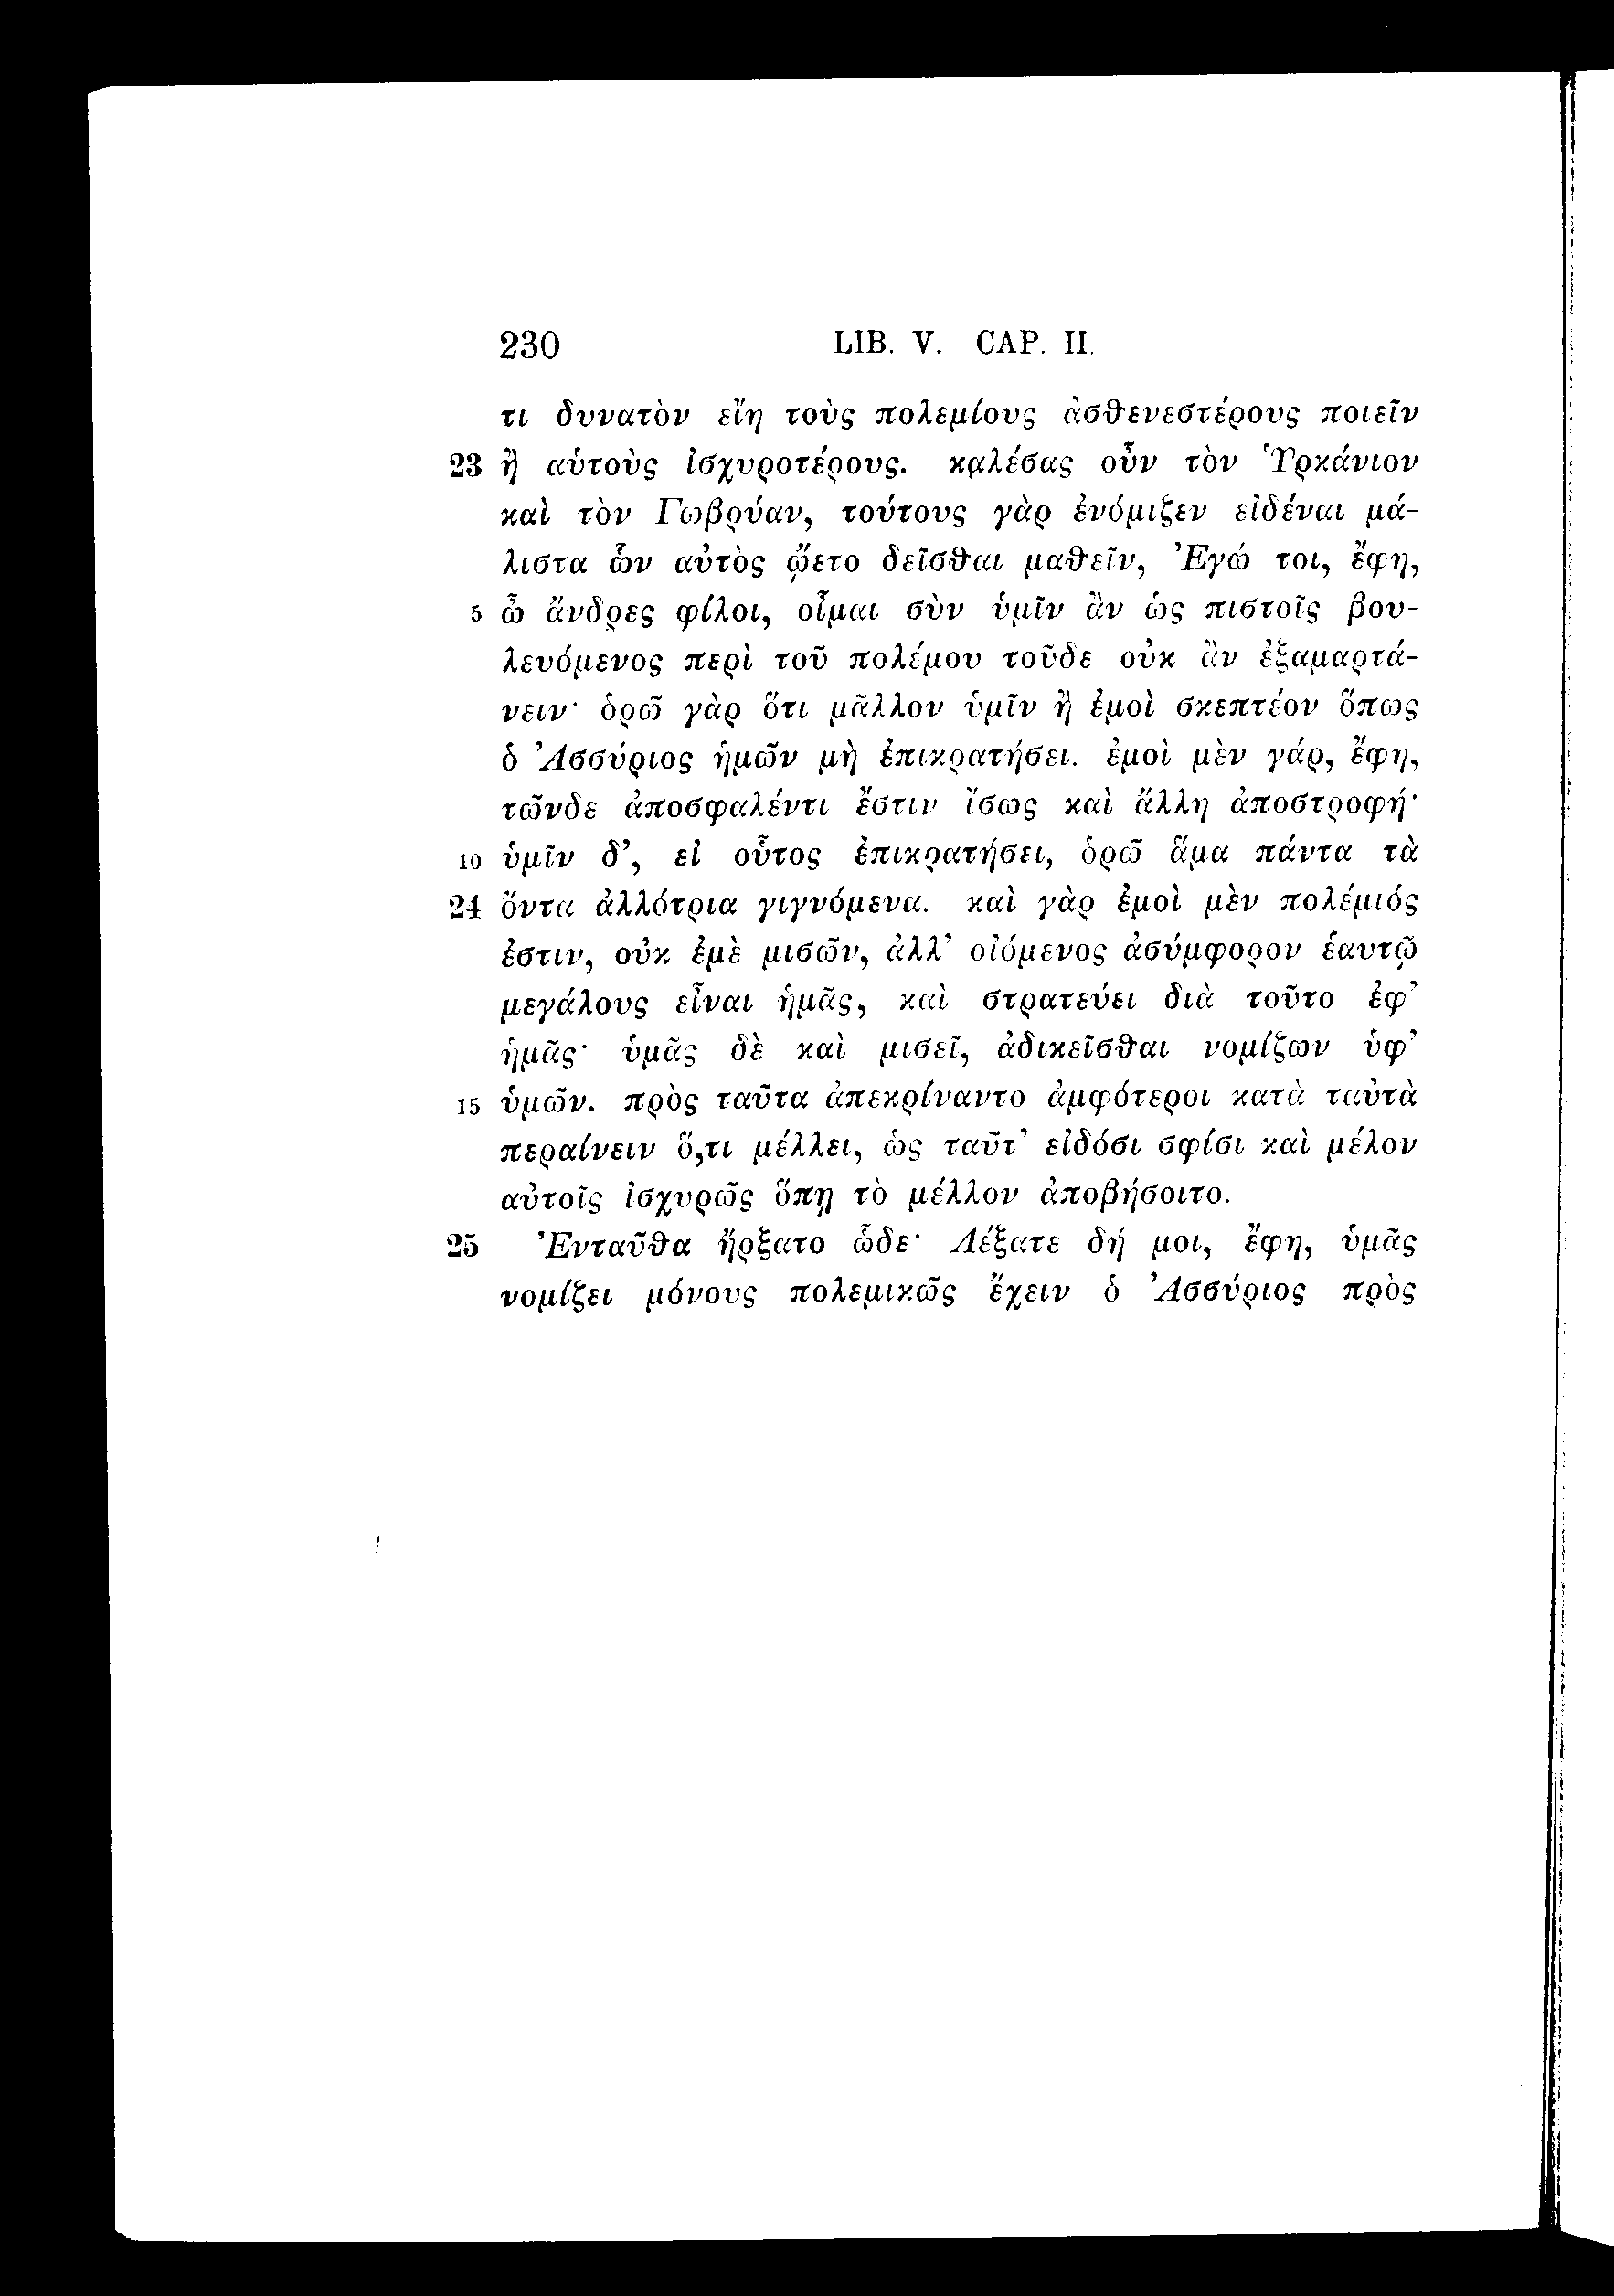 230 LIB. V. CAP. II.
τι δυνατὸν εἴη τοὺς πολεμίους ἀσθενεστέρους ποιεῖν
23 ἢ αὑτοὺς ἰσχυροτέρους. καλέσας οὖν τὸν Ὑρκάνιον
καὶ τὸν Γωβρύαν, τούτους γὰρ ἐνόμιζεν εἰδέναι μά-
λιστα ὧν αὐτὸς ᾤετο δεῖσθαι μαθεῖν, Ἐγώ τοι, ἔφη,
5 ὦ ἄνδρες φίλοι, οἶμαι σὺν ὑμῖν ἂν ὡς πιστοῖς βου-
λευόμενος περὶ τοῦ πολέμου τοῦδε οὐκ ἂν ἐξαμαρτά-
νειν· ὁρῶ γὰρ ὅτι μᾶλλον ὑμῖν ἢ ἐμοὶ σκεπτέον ὅπως
ὁ Ἀσσύριος ἡμῶν μὴ ἐπικρατήσει. ἐμοὶ μὲν γάρ, ἔφη,
τῶνδε ἀποσφαλέντι ἔστιν ἴσως καὶ ἄλλη ἀποστροφή·
10 ὑμῖν δ’, εἰ οὗτος ἐπικρατήσει, ὁρῶ ἅμα πάντα τὰ
24 ὄντα ἀλλότρια γιγνόμενα. καὶ γὰρ ἐμοὶ μὲν πολέμιός
ἐστιν, οὐκ ἐμὲ μισῶν, ἀλλ’ οἰόμενος ἀσύμφορον ἑαυτῷ
μεγάλους εἶναι ἡμᾶς, καὶ στρατεύει διὰ τοῦτο ἐφ’
ἡμᾶς· ὑμᾶς δὲ καὶ μισεῖ, ἀδικεῖσθαι νομίζων ὑφ’
15 ὑμῶν. πρὸς ταῦτα ἀπεκρίναντο ἀμφότεροι κατὰ ταὐτὰ
περαίνειν ὅ,τι μέλλει, ὡς ταῦτ’ εἰδόσι σφίσι καὶ μέλον
αὐτοῖς ἰσχυρῶς ὅπῃ τὸ μέλλον ἀποβήσοιτο.
25 Ἐνταῦθα ἤρξατο ὧδε· Λέξατε δή μοι, ἔφη, ὑμᾶς
νομίζει μόνους πολεμικῶς ἔχειν ὁ Ἀσσύριος πρὸς